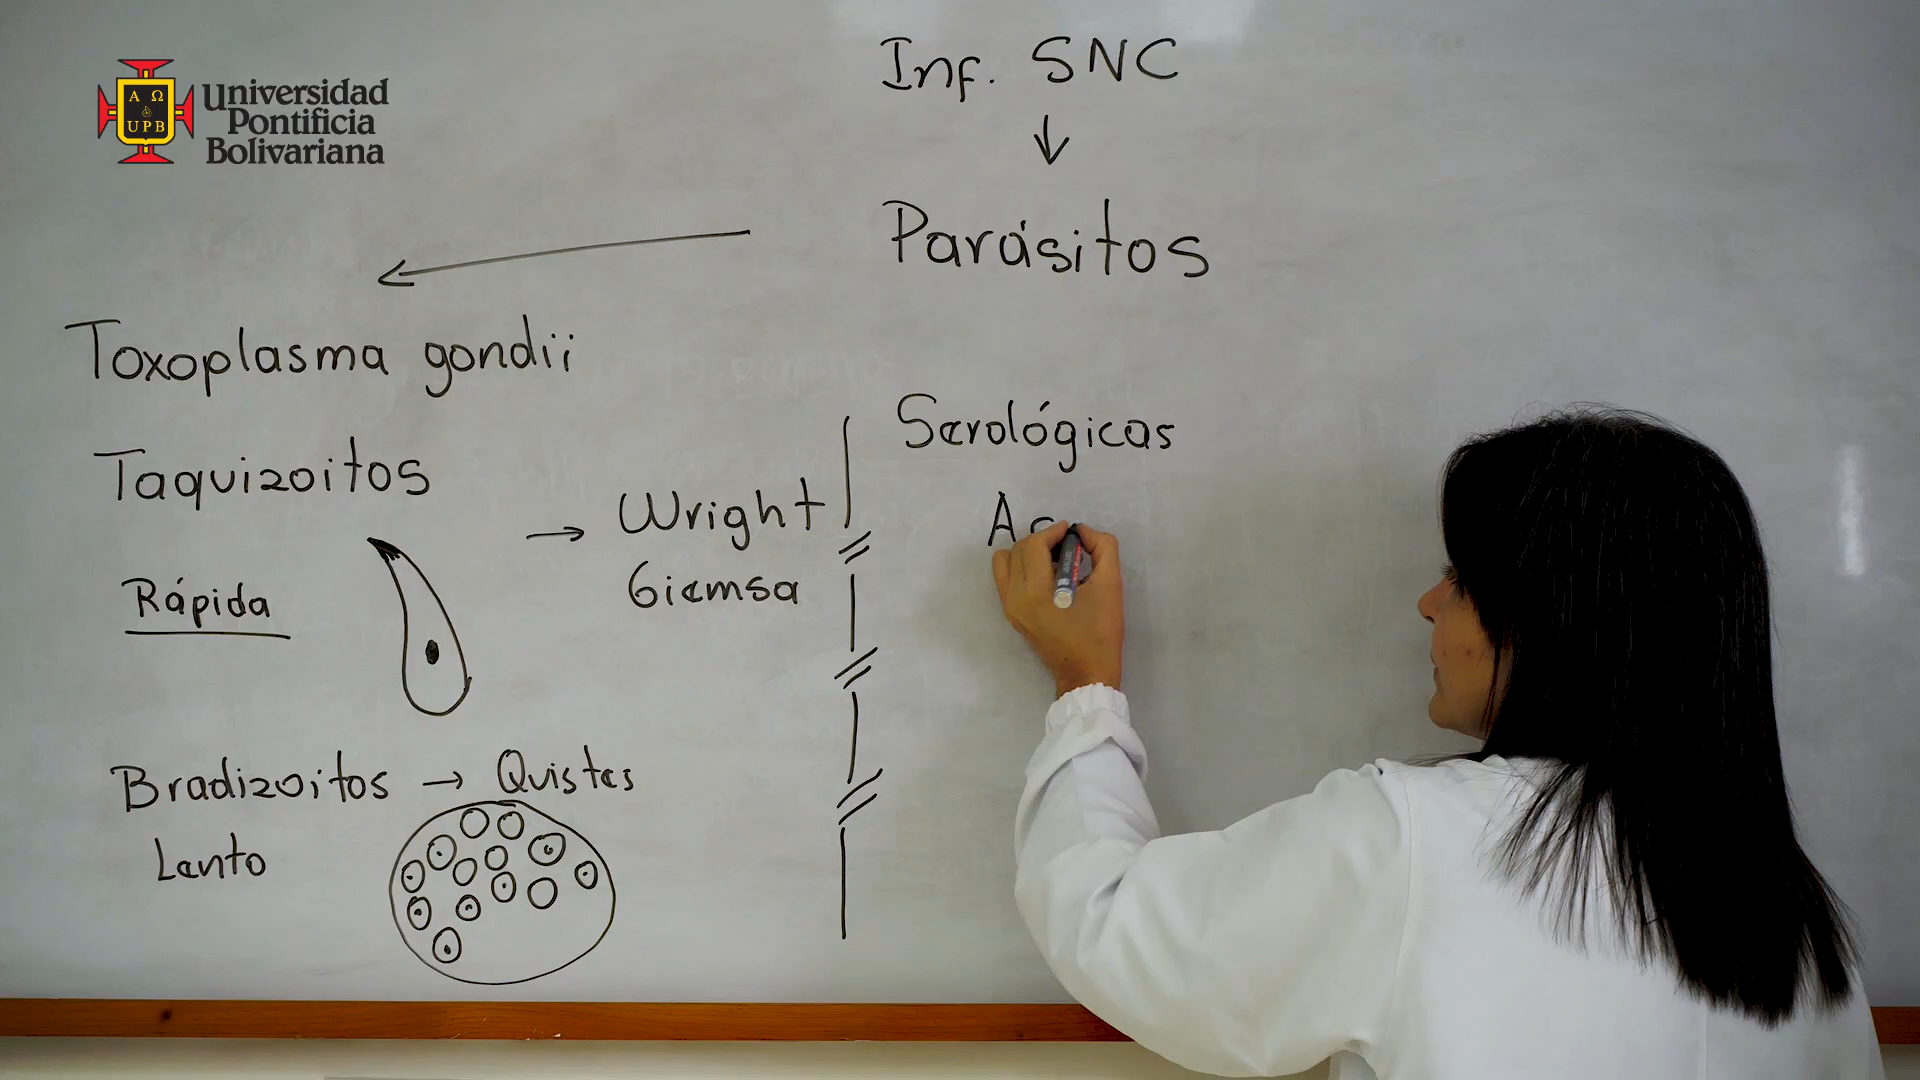 A Ω
UPB
Universidad
Pontificia
Bolivariana
Inf. SNC
Parásitos
Toxoplasma gondii
Taquizoitos
Rápida
Wright
Giemsa
Bradizoitos → Quistes
Lento
Serológicas